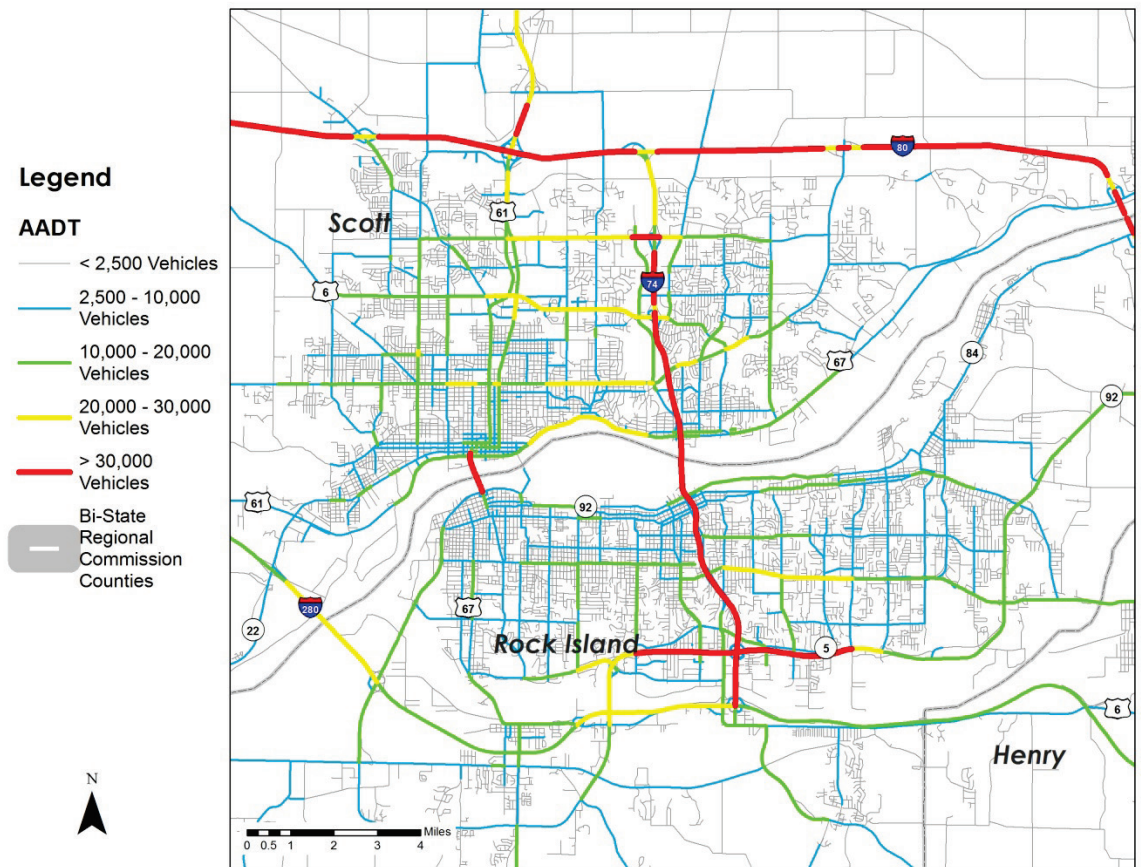 Legend
AADT
< 2,500 Vehicles
2,500 - 10,000
Vehicles
10,000 - 20,000
Vehicles
20,000 - 30,000
Vehicles
> 30,000
Vehicles
Bi-State
Regional
Commission
Counties
N
80
61
Scott
6
74
67
84
92
61
92
280
67
22
Rock Island
5
6
Henry
Miles
0 0.5 1 2 3 4